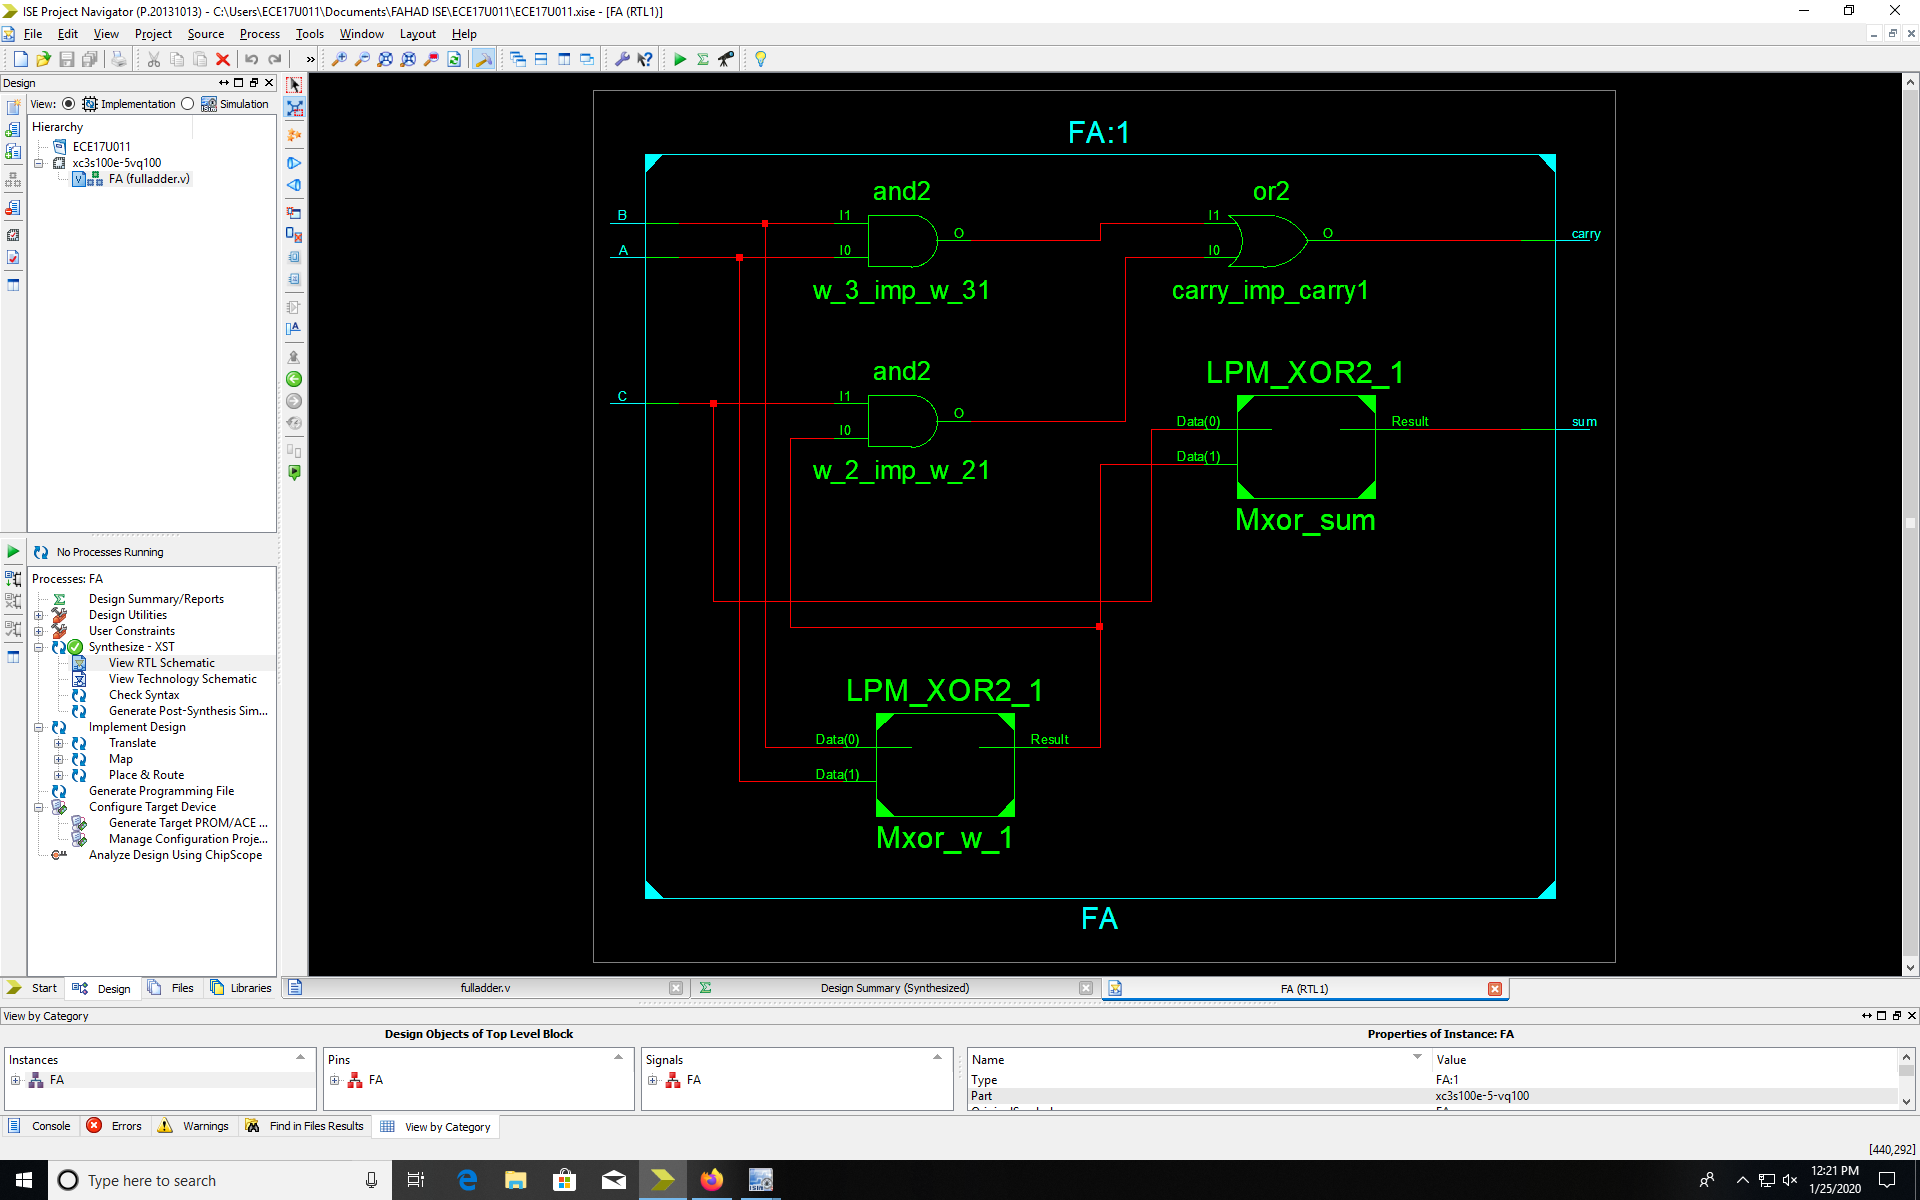 ISE Project Navigator (P.20131013) - C:\Users\ECE17U011\Documents\FAHAD ISE\ECE17U011\ECE17U011.xise - [FA (RTL1)]
File Edit View Project Source Process Tools Window Layout Help
Design
View: Implementation Simulation
Hierarchy
ECE17U011
xc3s100e-5vq100
FA (fulladder.v)
No Processes Running
Processes: FA
Design Summary/Reports
Design Utilities
User Constraints
Synthesize - XST
View RTL Schematic
View Technology Schematic
Check Syntax
Generate Post-Synthesis Sim...
Implement Design
Translate
Map
Place & Route
Generate Programming File
Configure Target Device
Generate Target PROM/ACE ...
Manage Configuration Proje...
Analyze Design Using ChipScope
Start Design Files Libraries
FA:1
and2 or2
B I1 I1
O O carry
A I0 I0
w_3_imp_w_31 carry_imp_carry1
and2 LPM_XOR2_1
C I1
O
I0
Data(0) Result sum
Data(1)
w_2_imp_w_21
Mxor_sum
LPM_XOR2_1
Data(0) Result
Data(1)
Mxor_w_1
FA
fulladder.v Design Summary (Synthesized) FA (RTL1)
View by Category
Design Objects of Top Level Block Properties of Instance: FA
Instances Pins Signals Name Value
FA FA FA Type FA:1
Part xc3s100e-5-vq100
Console Errors Warnings Find in Files Results View by Category
[440,292]
Type here to search
12:21 PM
1/25/2020